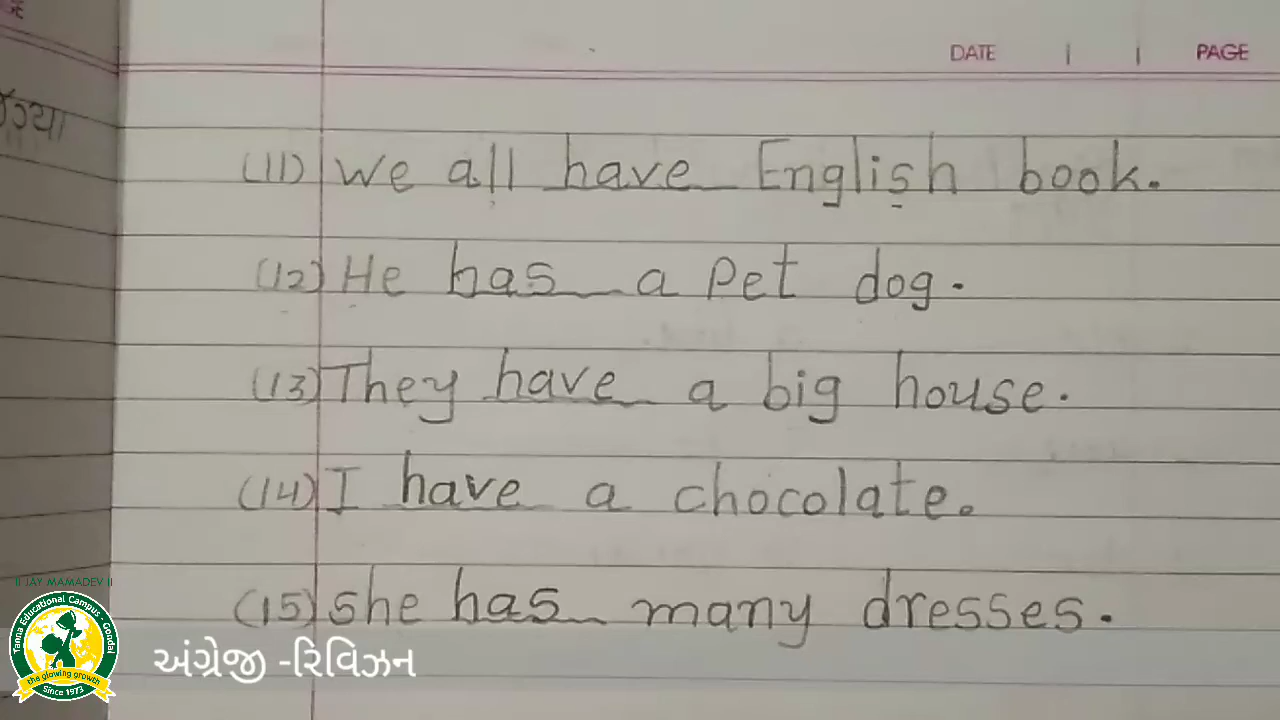 DATE | | PAGE
(11) We all have English book.
(12) He has a pet dog.
(13) They have a big house.
(14) I have a chocolate.
(15) she has many dresses.
|| JAY MAMADEV ||
Tanna Educational Campus - Gondal
the glowing growth
Since 1973
અંગ્રેજી -રિવિઝન